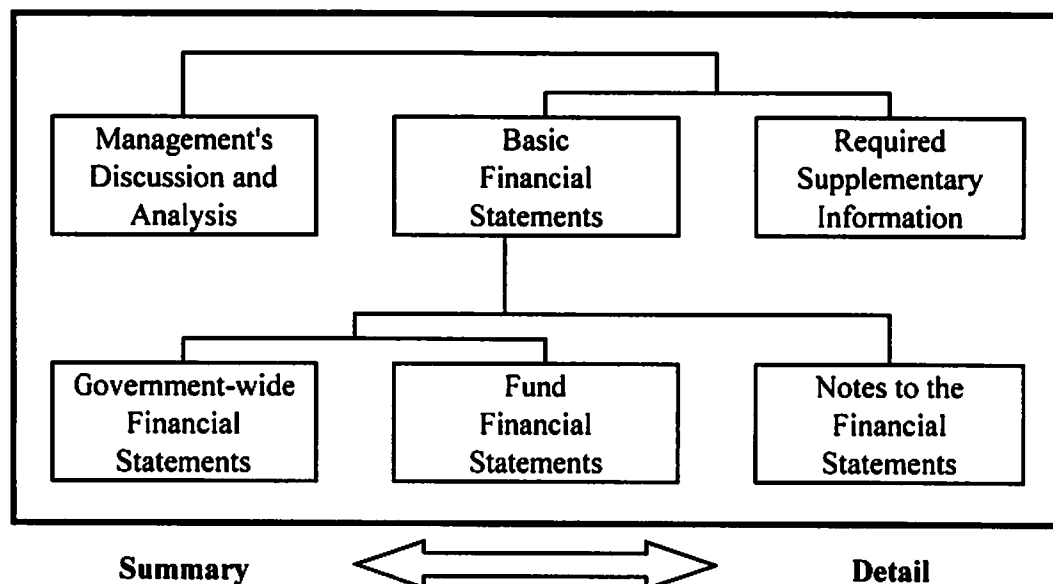 Management's
Discussion and
Analysis
Basic
Financial
Statements
Required
Supplementary
Information
Government-wide
Financial
Statements
Fund
Financial
Statements
Notes to the
Financial
Statements
Summary
Detail